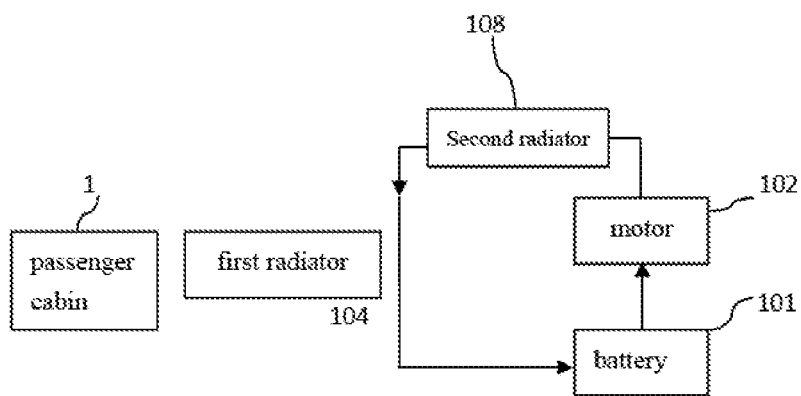 108
Second radiator
1
102
motor
passenger
cabin
first radiator
104
101
battery